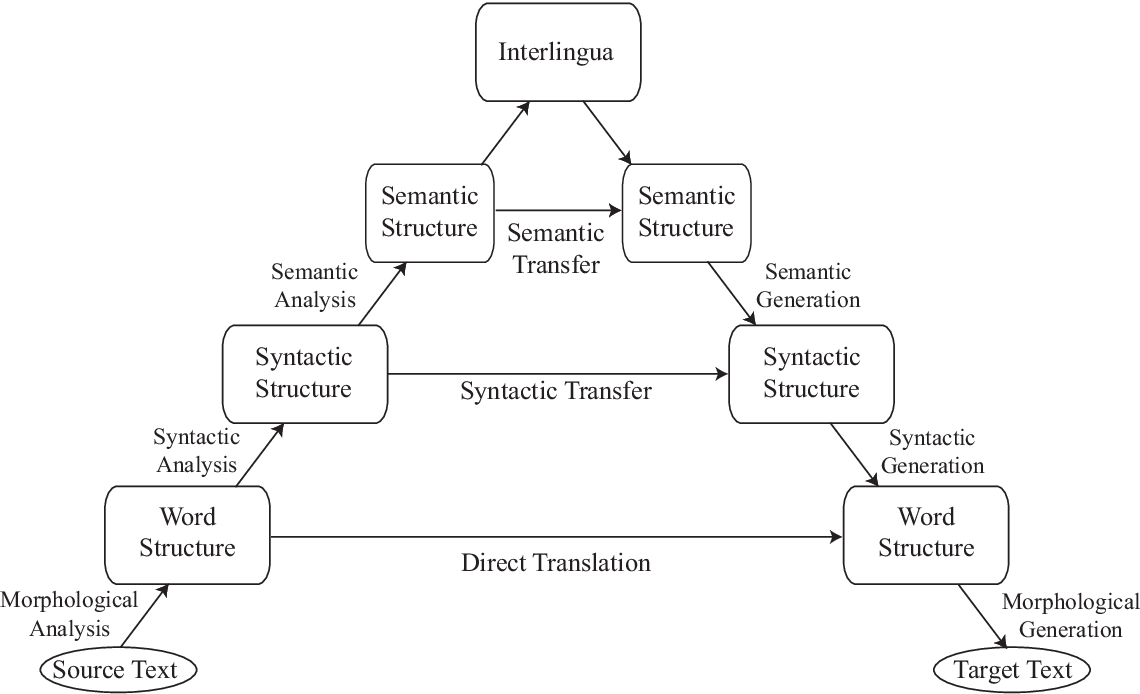 Interlingua
Semantic
Structure
Semantic
Structure
Semantic
Transfer
Semantic
Analysis
Semantic
Generation
Syntactic
Structure
Syntactic
Structure
Syntactic Transfer
Syntactic
Analysis
Syntactic
Generation
Word
Structure
Word
Structure
Direct Translation
Morphological
Analysis
Morphological
Generation
Source Text
Target Text